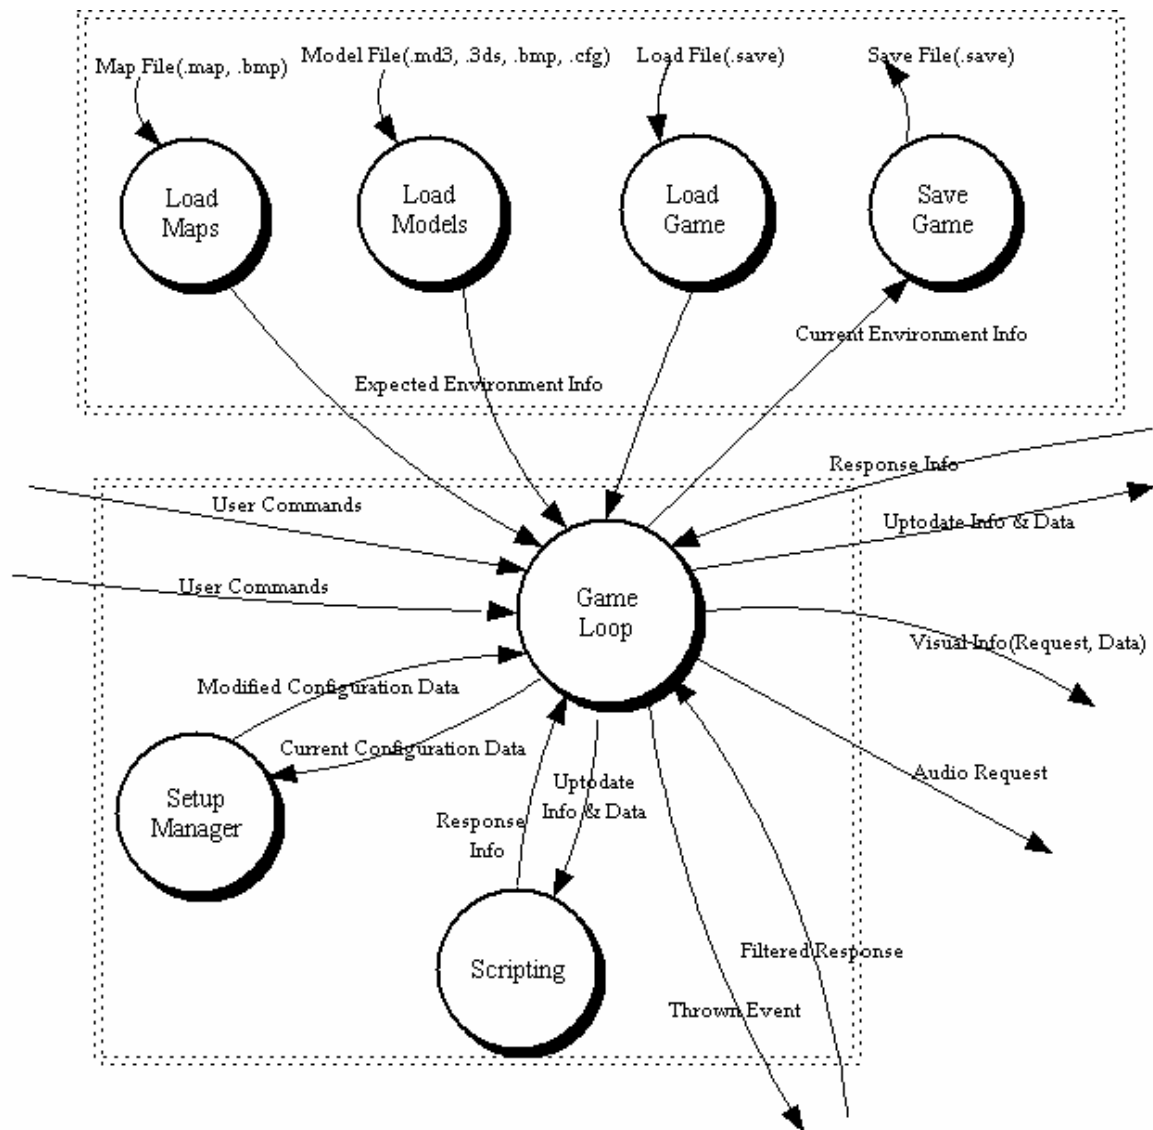 Map File(.map, .bmp)
Model File(.md3, .3ds, .bmp, .cfg)
Load File(.save)
Save File(.save)
Load
Maps
Load
Models
Load
Game
Save
Game
Current Environment Info
Expected Environment Info
Response Info
User Commands
Uptodate Info & Data
User Commands
Game
Loop
Visual Info(Request, Data)
Modified Configuration Data
Current Configuration Data
Audio Request
Uptodate
Info & Data
Setup
Manager
Response
Info
Filtered Response
Scripting
Thrown Event